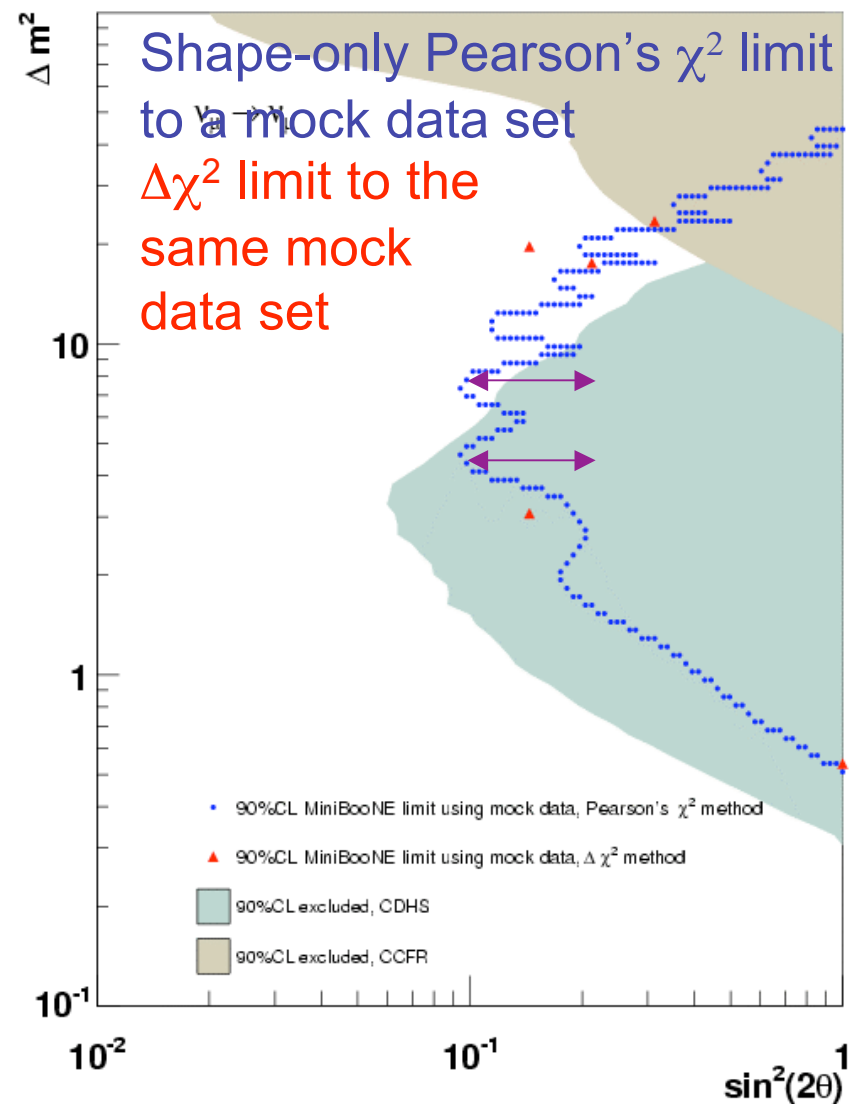 Δ m²
Shape-only Pearson's χ² limit
to a mock data set
Δχ² limit to the
same mock
data set
10
1
90%CL MiniBooNE limit using mock data, Pearson's χ² method
90%CL MiniBooNE limit using mock data, Δ χ² method
90%CL excluded, CDHS
90%CL excluded, CCFR
10⁻¹
10⁻² 10⁻¹ 1
sin²(2θ)